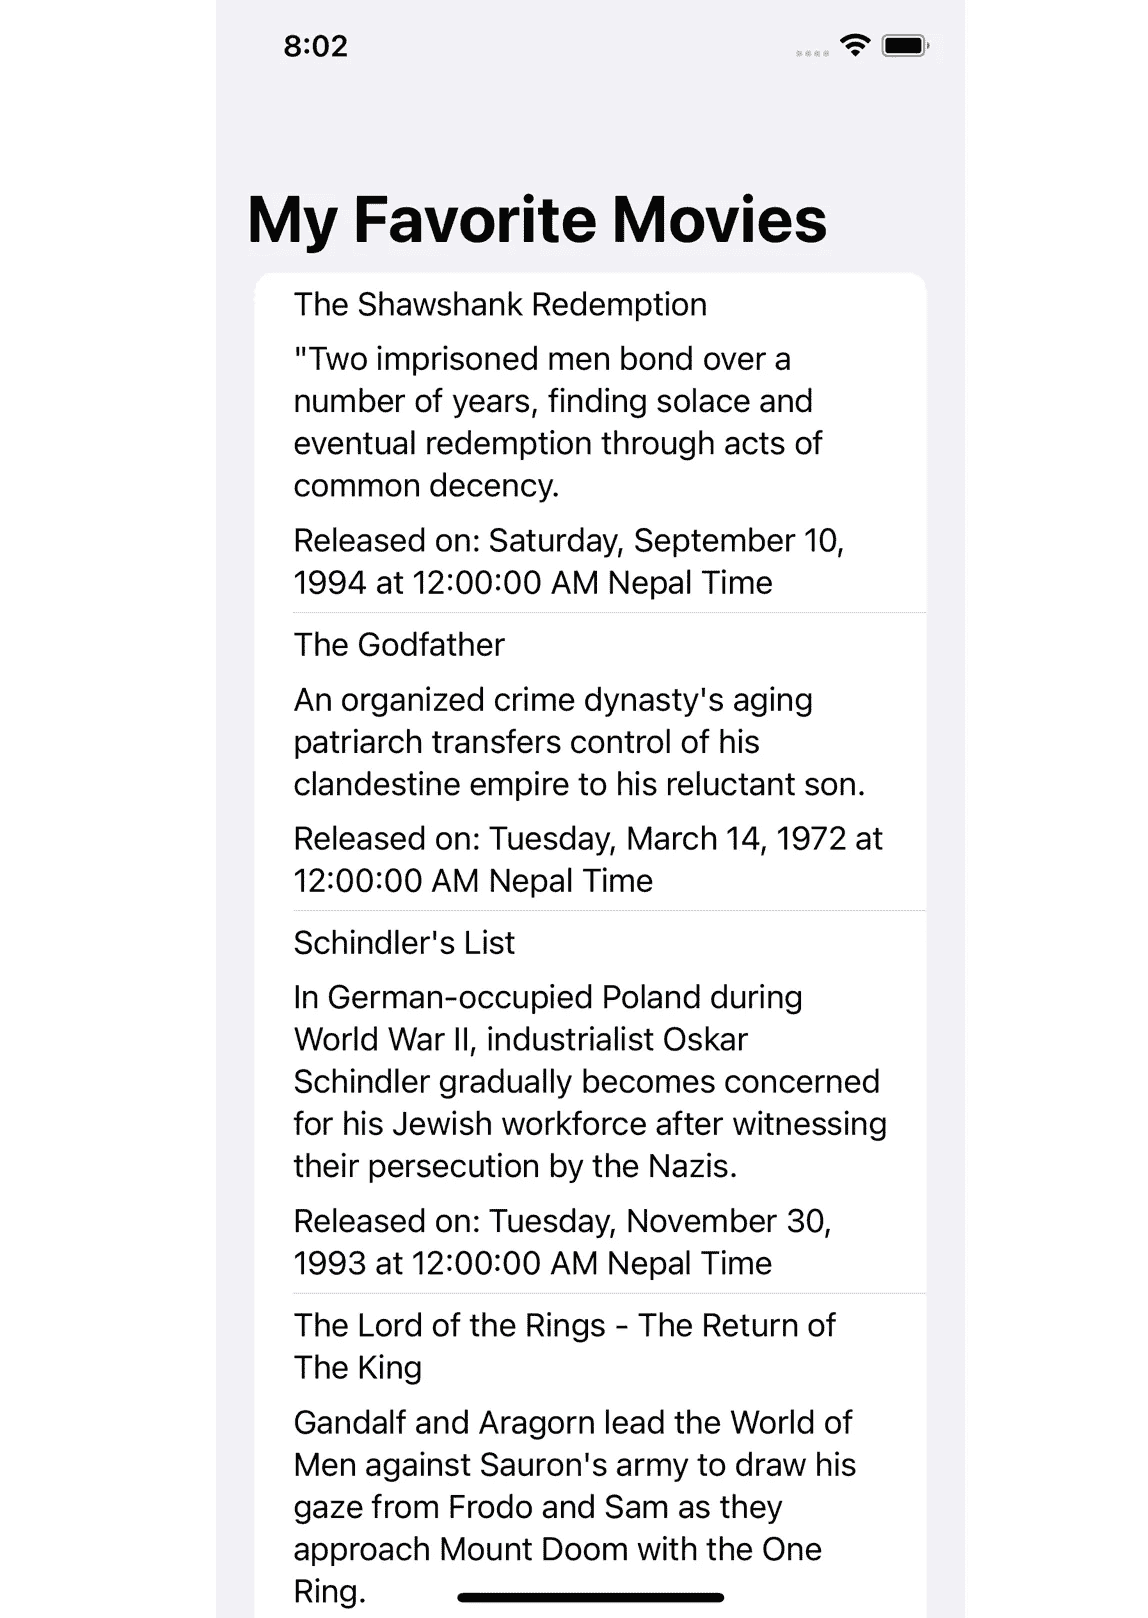 8:02
My Favorite Movies
The Shawshank Redemption
"Two imprisoned men bond over a
number of years, finding solace and
eventual redemption through acts of
common decency.
Released on: Saturday, September 10,
1994 at 12:00:00 AM Nepal Time
The Godfather
An organized crime dynasty's aging
patriarch transfers control of his
clandestine empire to his reluctant son.
Released on: Tuesday, March 14, 1972 at
12:00:00 AM Nepal Time
Schindler's List
In German-occupied Poland during
World War II, industrialist Oskar
Schindler gradually becomes concerned
for his Jewish workforce after witnessing
their persecution by the Nazis.
Released on: Tuesday, November 30,
1993 at 12:00:00 AM Nepal Time
The Lord of the Rings - The Return of
The King
Gandalf and Aragorn lead the World of
Men against Sauron's army to draw his
gaze from Frodo and Sam as they
approach Mount Doom with the One
Ring.